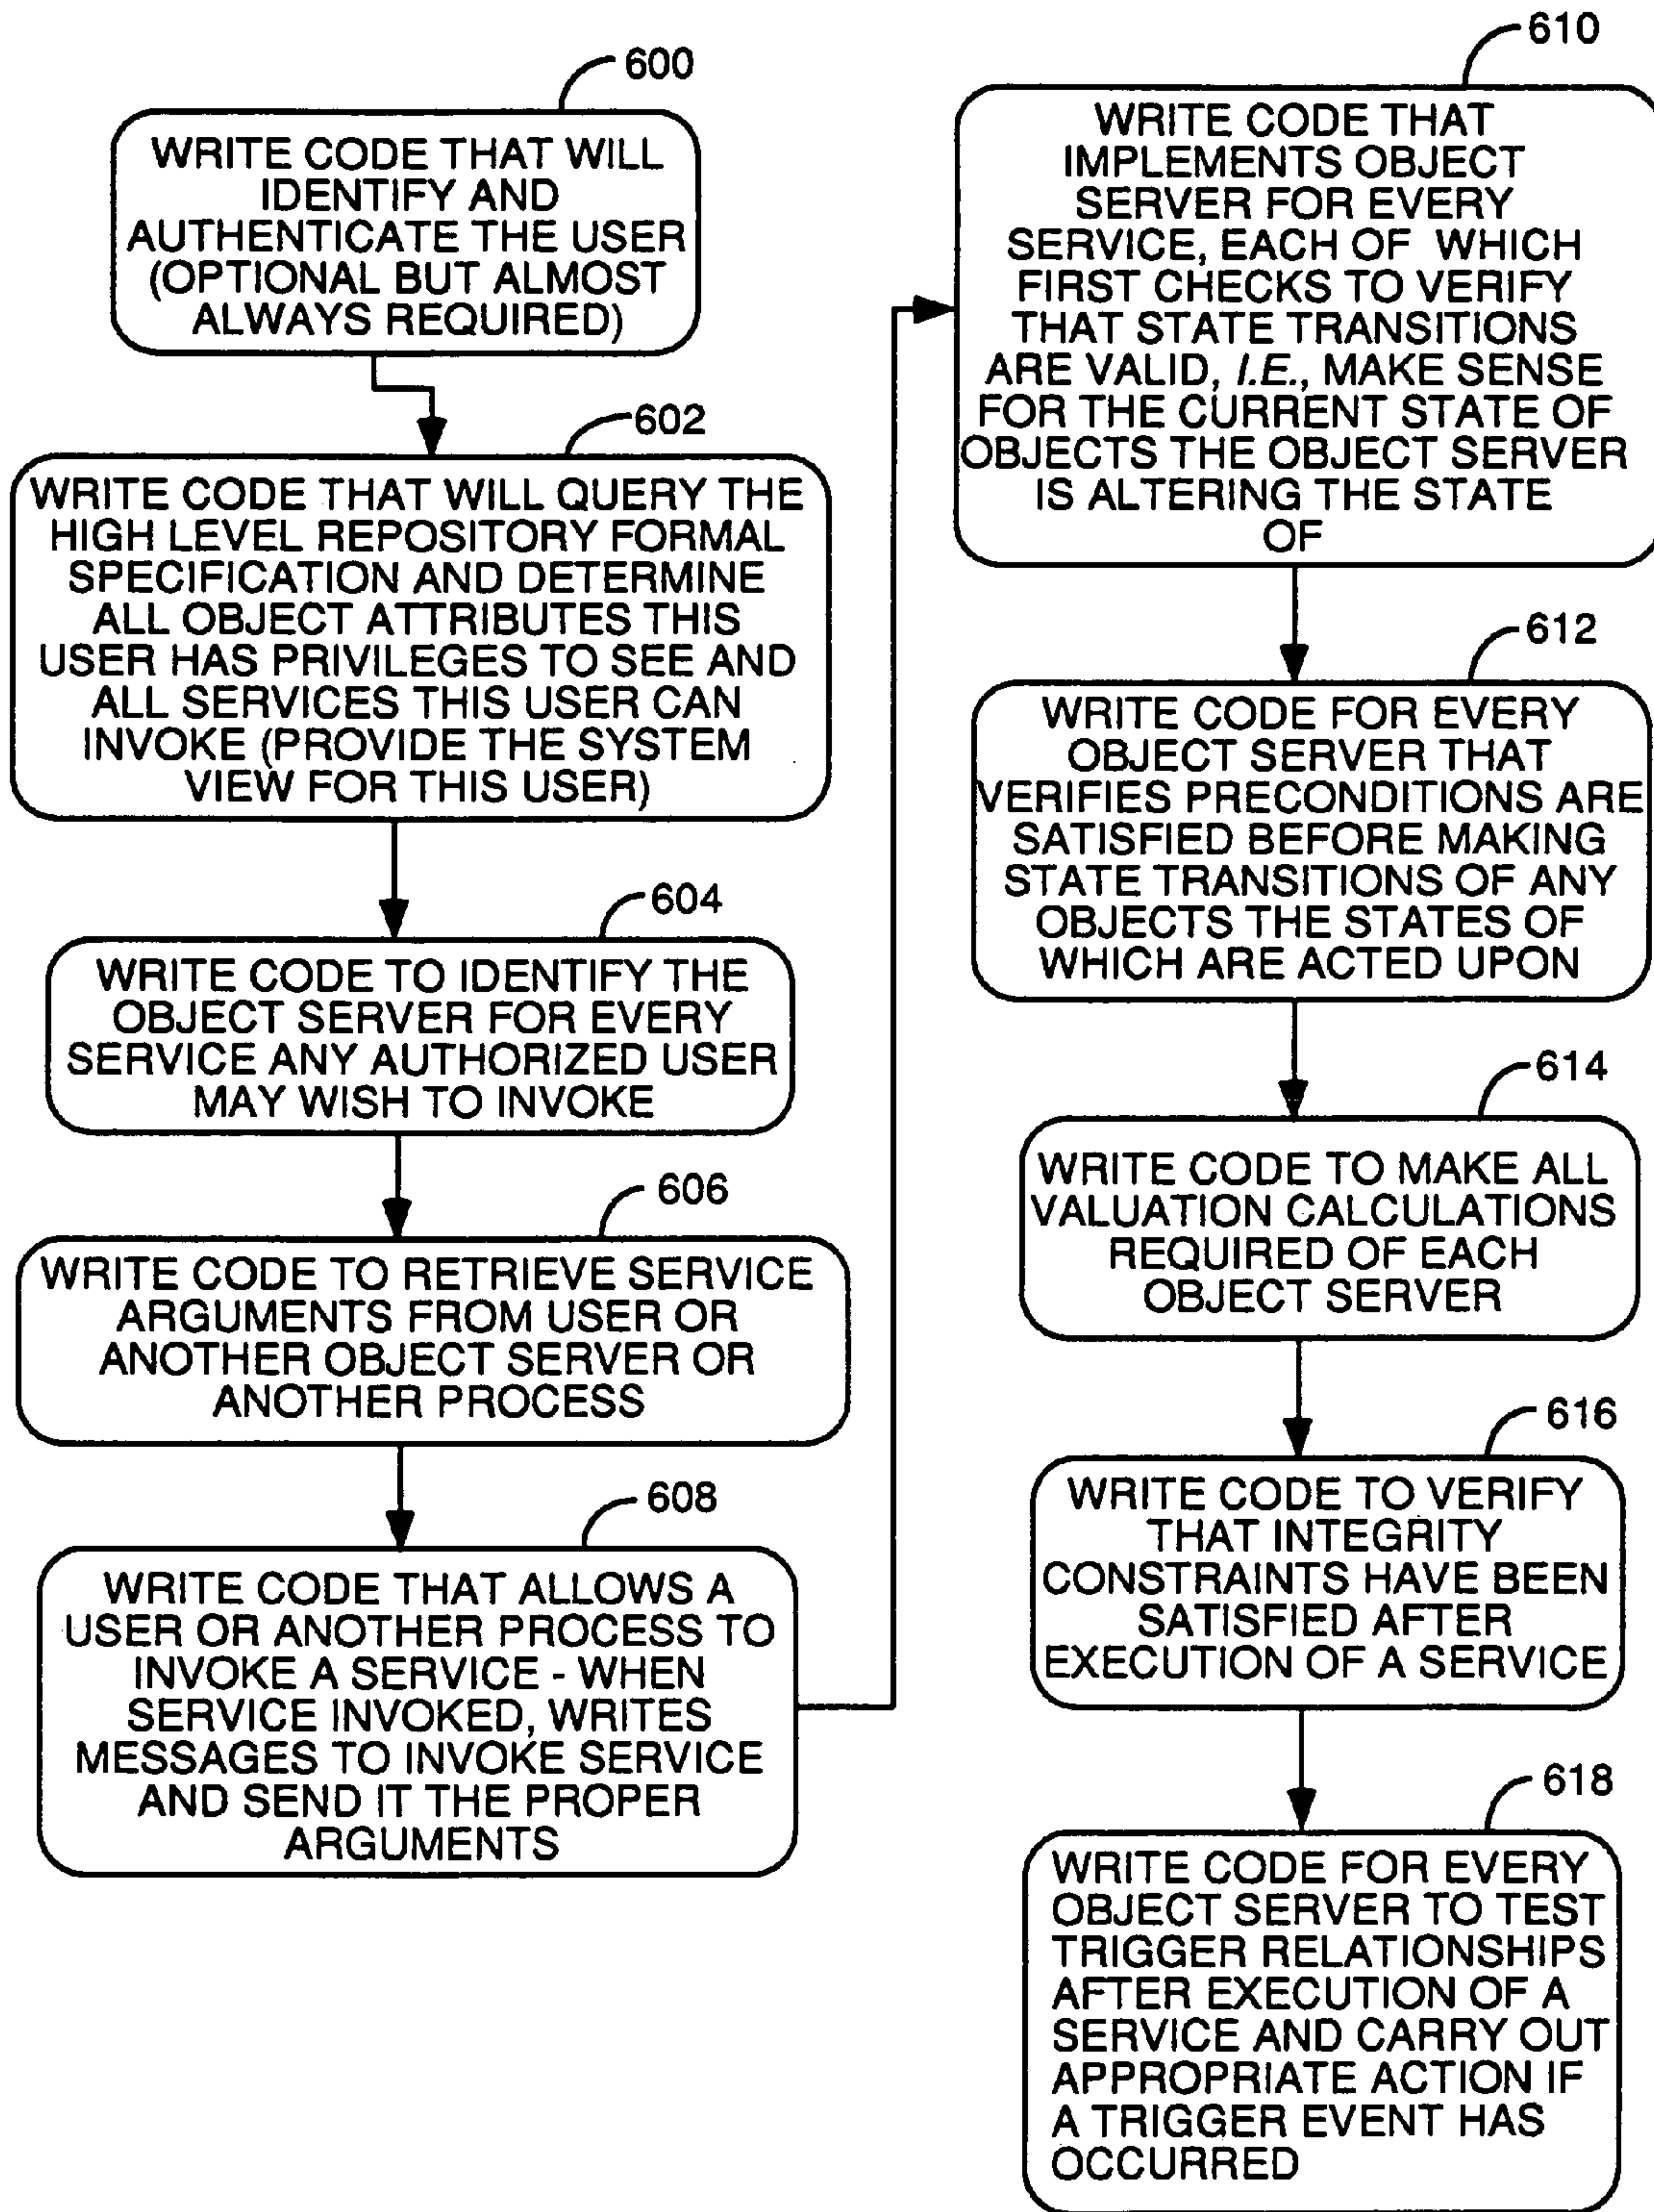 600
WRITE CODE THAT WILL
IDENTIFY AND
AUTHENTICATE THE USER
(OPTIONAL BUT ALMOST
ALWAYS REQUIRED)
602
WRITE CODE THAT WILL QUERY THE
HIGH LEVEL REPOSITORY FORMAL
SPECIFICATION AND DETERMINE
ALL OBJECT ATTRIBUTES THIS
USER HAS PRIVILEGES TO SEE AND
ALL SERVICES THIS USER CAN
INVOKE (PROVIDE THE SYSTEM
VIEW FOR THIS USER)
604
WRITE CODE TO IDENTIFY THE
OBJECT SERVER FOR EVERY
SERVICE ANY AUTHORIZED USER
MAY WISH TO INVOKE
606
WRITE CODE TO RETRIEVE SERVICE
ARGUMENTS FROM USER OR
ANOTHER OBJECT SERVER OR
ANOTHER PROCESS
608
WRITE CODE THAT ALLOWS A
USER OR ANOTHER PROCESS TO
INVOKE A SERVICE - WHEN
SERVICE INVOKED, WRITES
MESSAGES TO INVOKE SERVICE
AND SEND IT THE PROPER
ARGUMENTS
610
WRITE CODE THAT
IMPLEMENTS OBJECT
SERVER FOR EVERY
SERVICE, EACH OF WHICH
FIRST CHECKS TO VERIFY
THAT STATE TRANSITIONS
ARE VALID, I.E., MAKE SENSE
FOR THE CURRENT STATE OF
OBJECTS THE OBJECT SERVER
IS ALTERING THE STATE
OF
612
WRITE CODE FOR EVERY
OBJECT SERVER THAT
VERIFIES PRECONDITIONS ARE
SATISFIED BEFORE MAKING
STATE TRANSITIONS OF ANY
OBJECTS THE STATES OF
WHICH ARE ACTED UPON
614
WRITE CODE TO MAKE ALL
VALUATION CALCULATIONS
REQUIRED OF EACH
OBJECT SERVER
616
WRITE CODE TO VERIFY
THAT INTEGRITY
CONSTRAINTS HAVE BEEN
SATISFIED AFTER
EXECUTION OF A SERVICE
618
WRITE CODE FOR EVERY
OBJECT SERVER TO TEST
TRIGGER RELATIONSHIPS
AFTER EXECUTION OF A
SERVICE AND CARRY OUT
APPROPRIATE ACTION IF
A TRIGGER EVENT HAS
OCCURRED